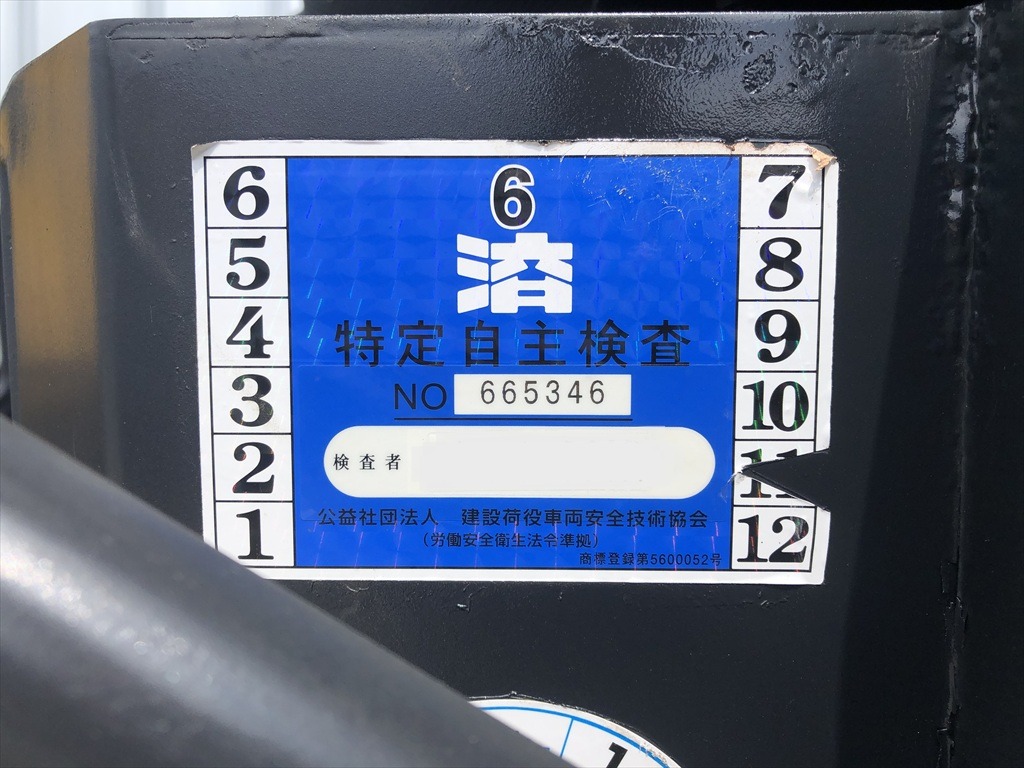 6
済
特定自主検査
NO 665346
検査者
公益社団法人 建設荷役車両安全技術協会
(労働安全衛生法令準拠)
商標登録第5600052号
6
5
4
3
2
1
7
8
9
10
11
12
1